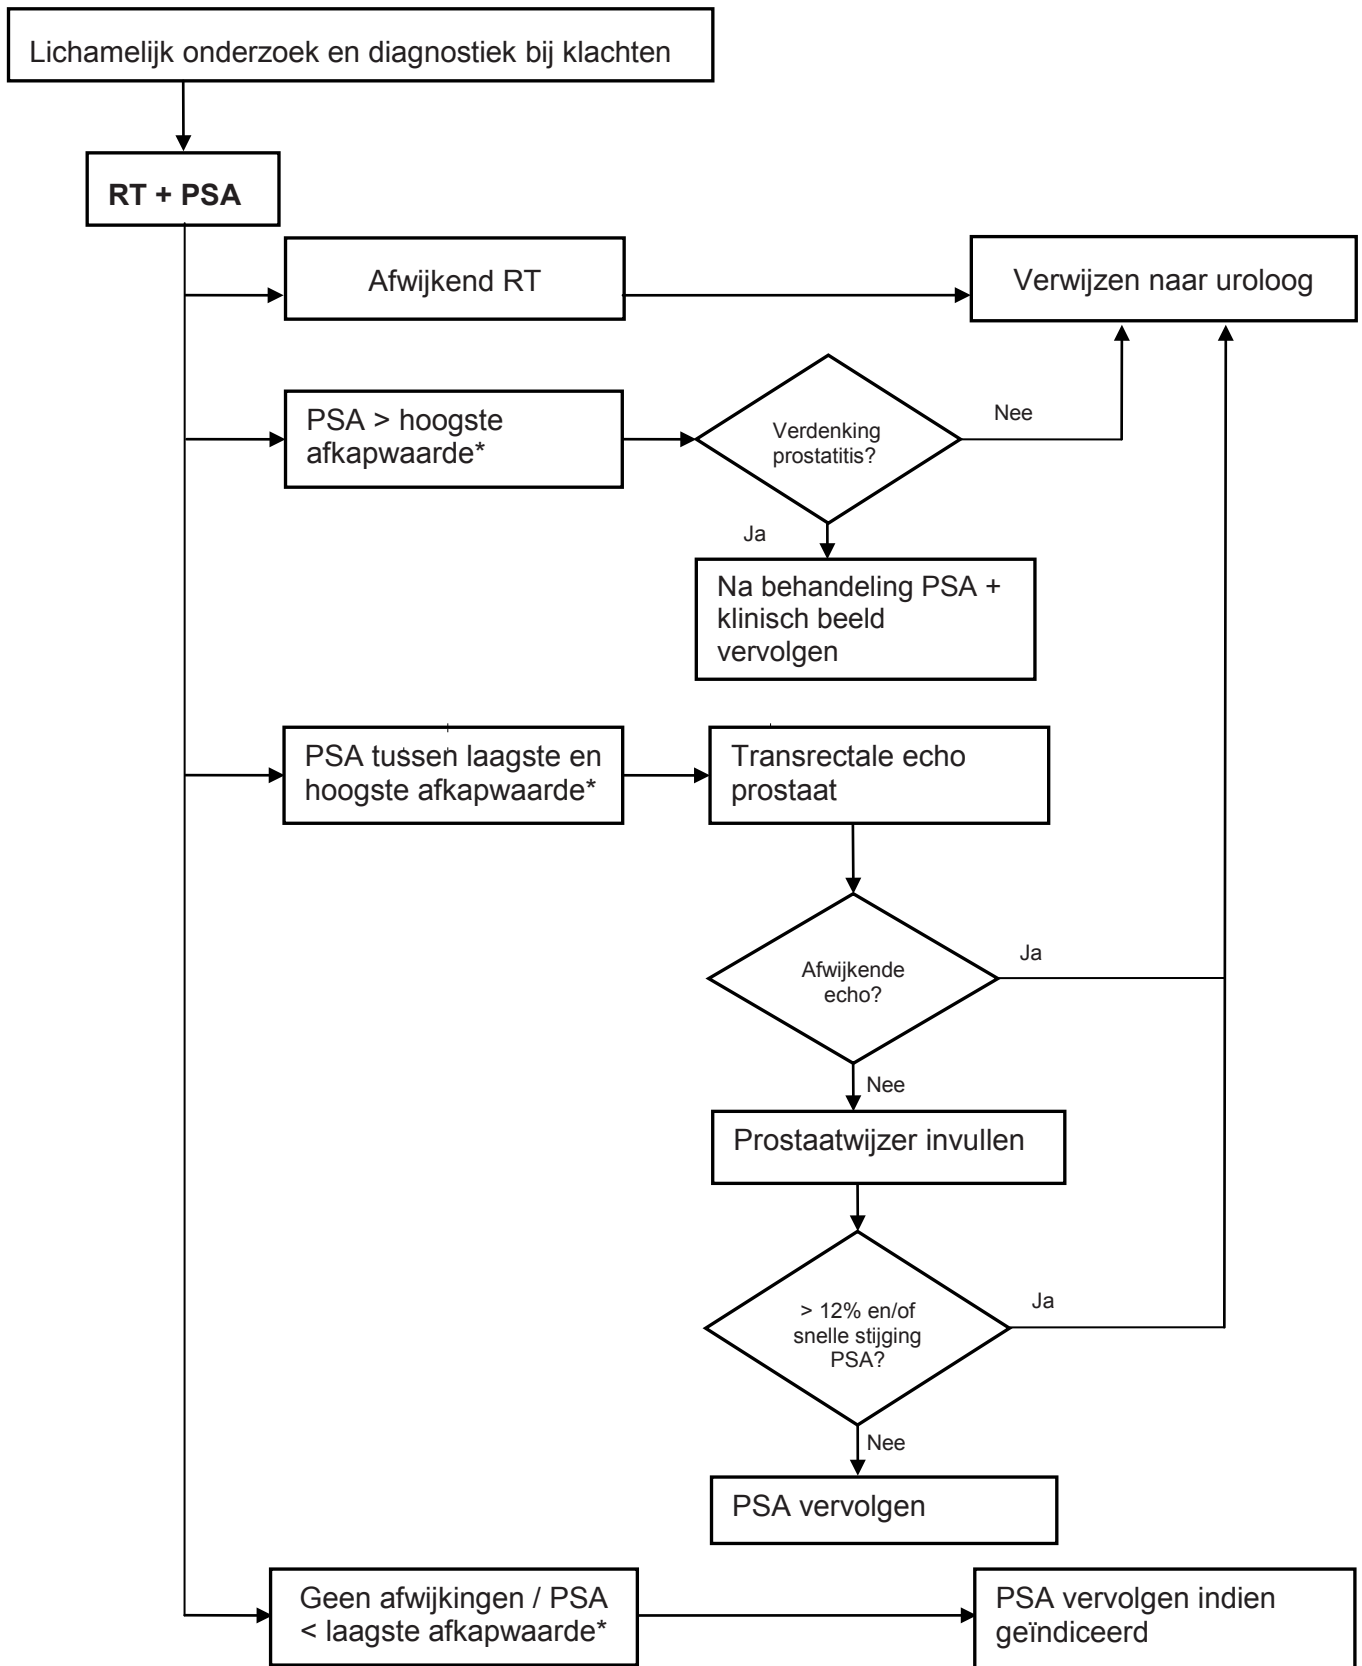 Lichamelijk onderzoek en diagnostiek bij klachten
RT + PSA
Afwijkend RT
Verwijzen naar uroloog
PSA > hoogste
afkapwaarde*
Verdenking
prostatitis?
Nee
Ja
Na behandeling PSA +
klinisch beeld
vervolgen
PSA tussen laagste en
hoogste afkapwaarde*
Transrectale echo
prostaat
Afwijkende
echo?
Ja
Nee
Prostaatwijzer invullen
> 12% en/of
snelle stijging
PSA?
Ja
Nee
PSA vervolgen
Geen afwijkingen / PSA
< laagste afkapwaarde*
PSA vervolgen indien
geïndiceerd